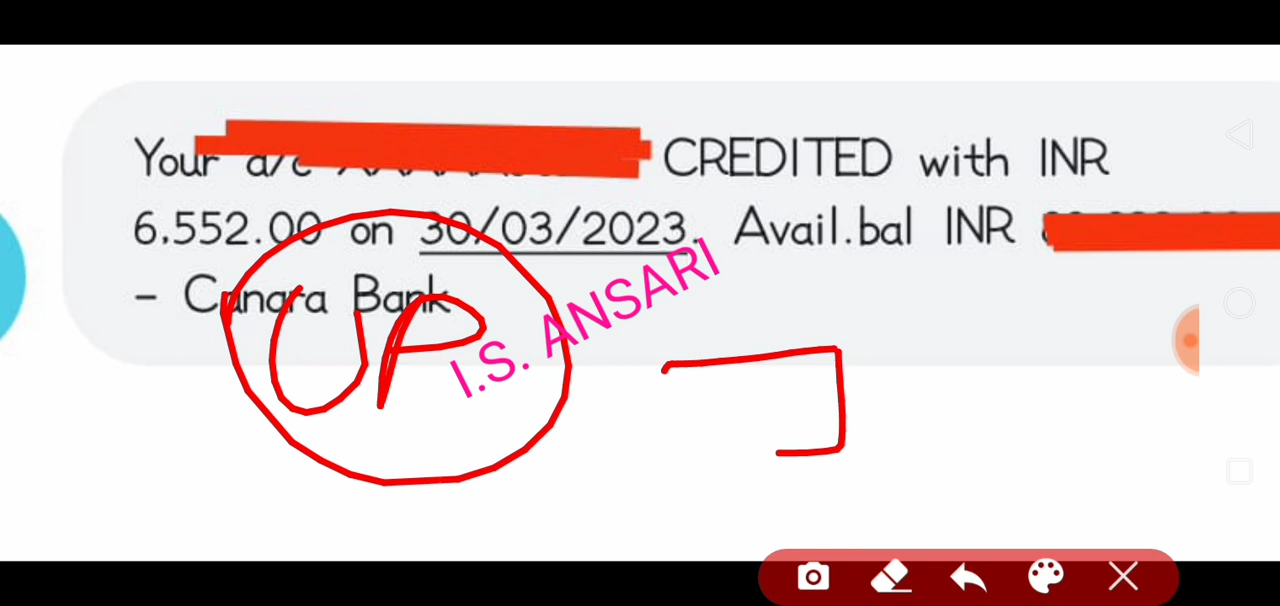 Your a/c CREDITED with INR
6,552.00 on 30/03/2023. Avail.bal INR
- Canara Bank
UP
I.S. ANSARI